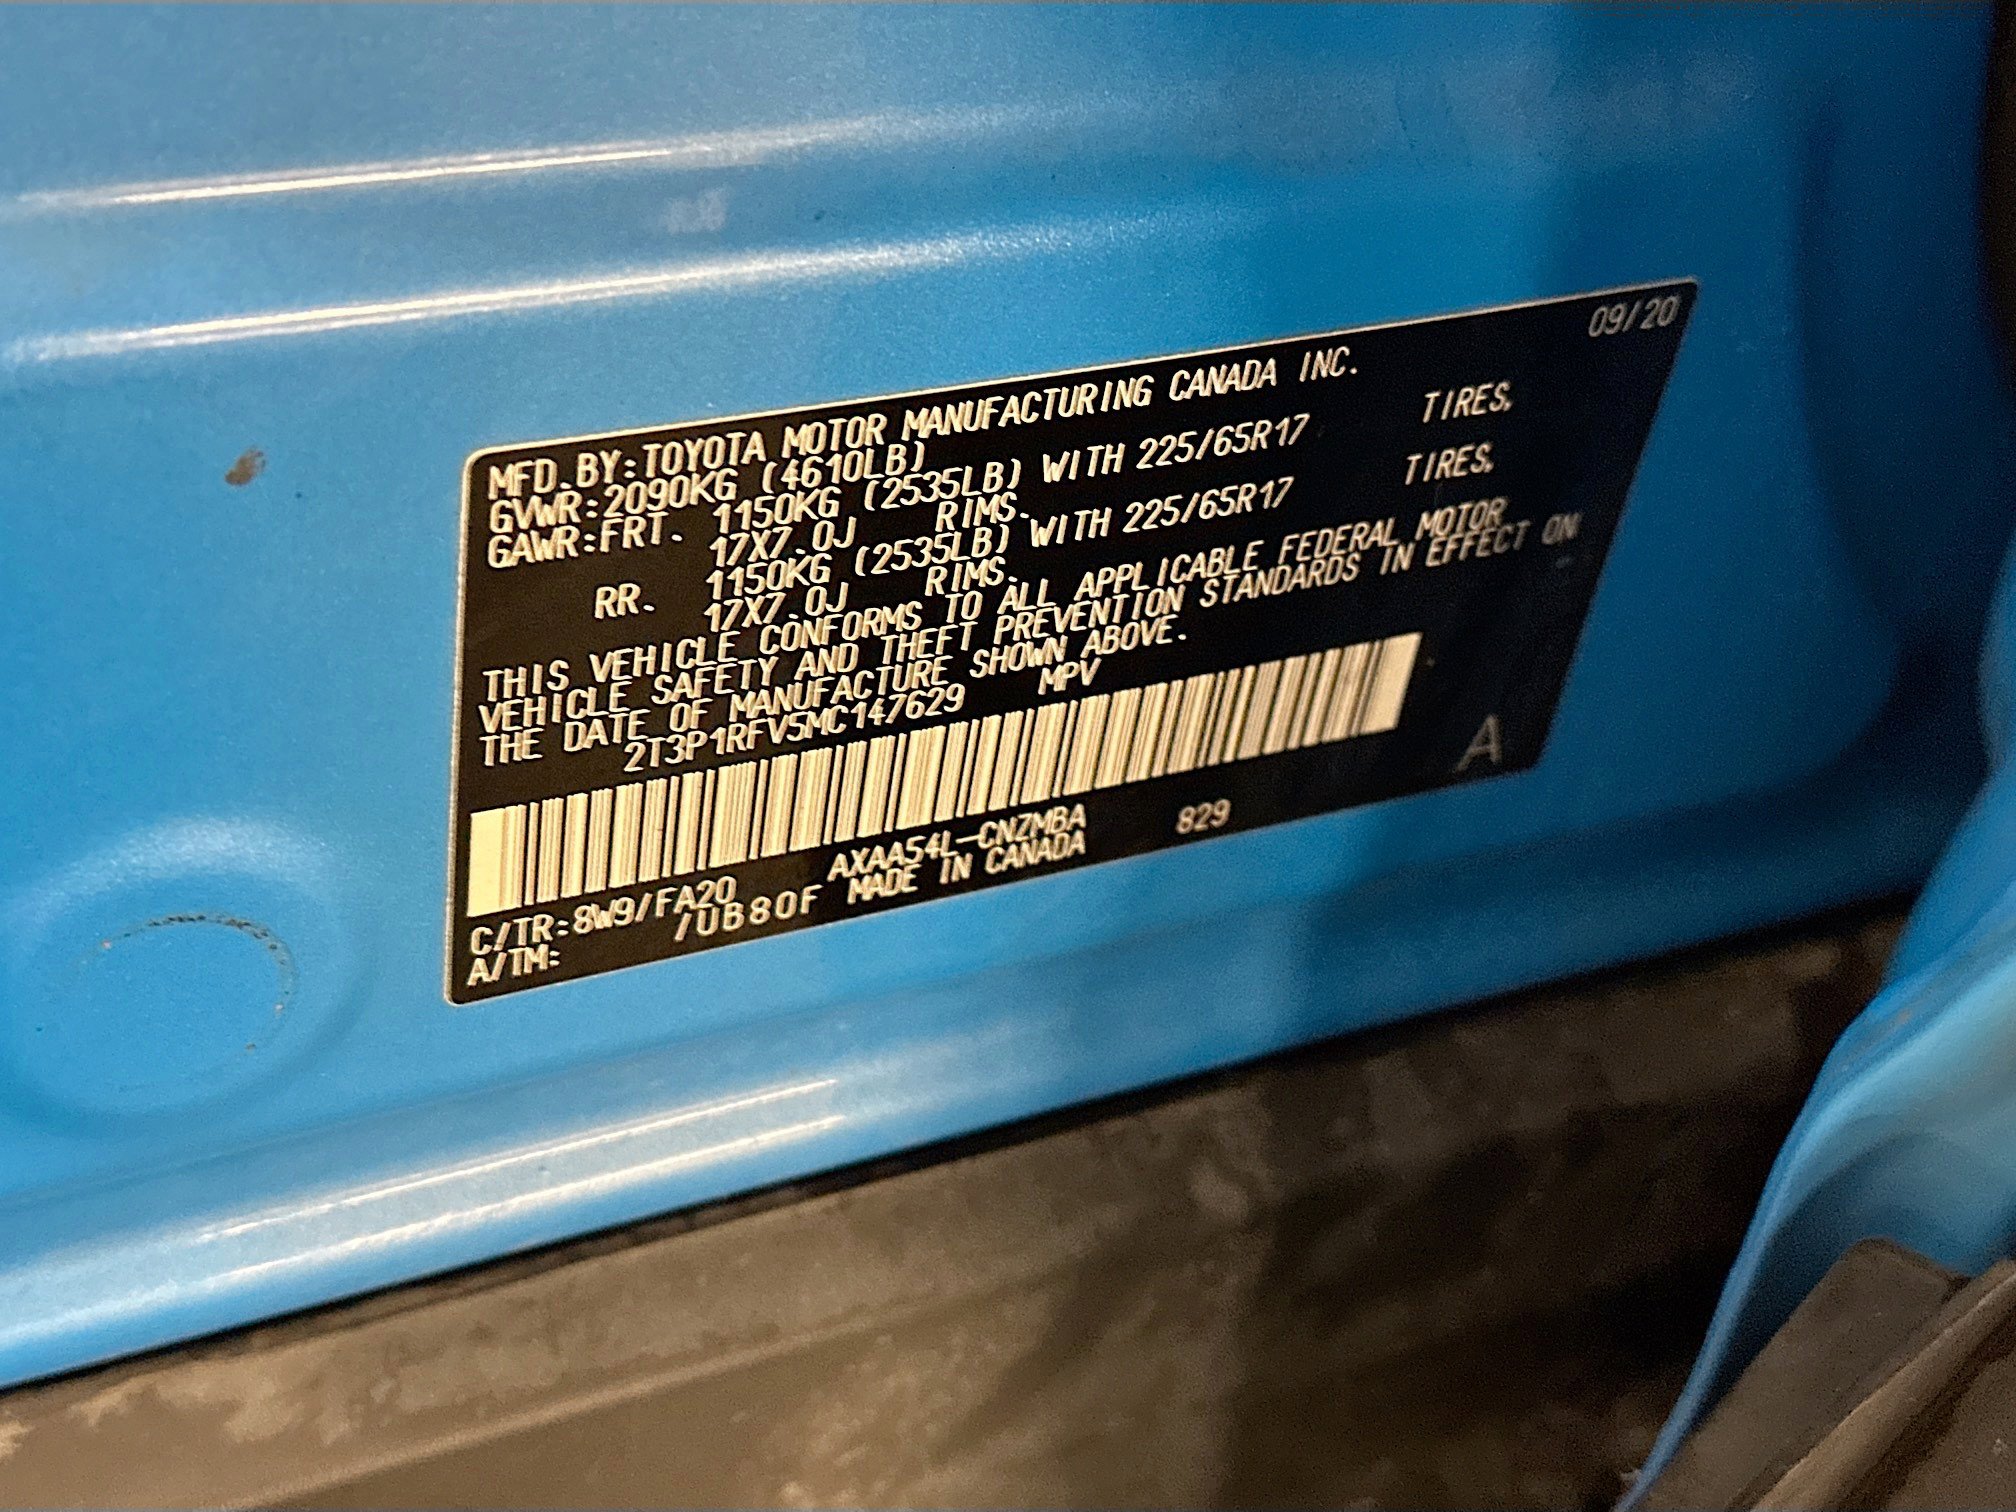 09/20
MFD.BY:TOYOTA MOTOR MANUFACTURING CANADA INC.
GVWR:2090KG (4610LB)
GAWR:FRT. 1150KG (2535LB) WITH 225/65R17 TIRES,
17X7.0J RIMS.
RR. 1150KG (2535LB) WITH 225/65R17 TIRES,
17X7.0J RIMS.
THIS VEHICLE CONFORMS TO ALL APPLICABLE FEDERAL MOTOR
VEHICLE SAFETY AND THEFT PREVENTION STANDARDS IN EFFECT ON
THE DATE OF MANUFACTURE SHOWN ABOVE.
2T3P1RFV5MC147629 MPV
A
C/TR:8W9/FA20 AXAA54L-CNZMBA 829
A/TM: /UB80F MADE IN CANADA